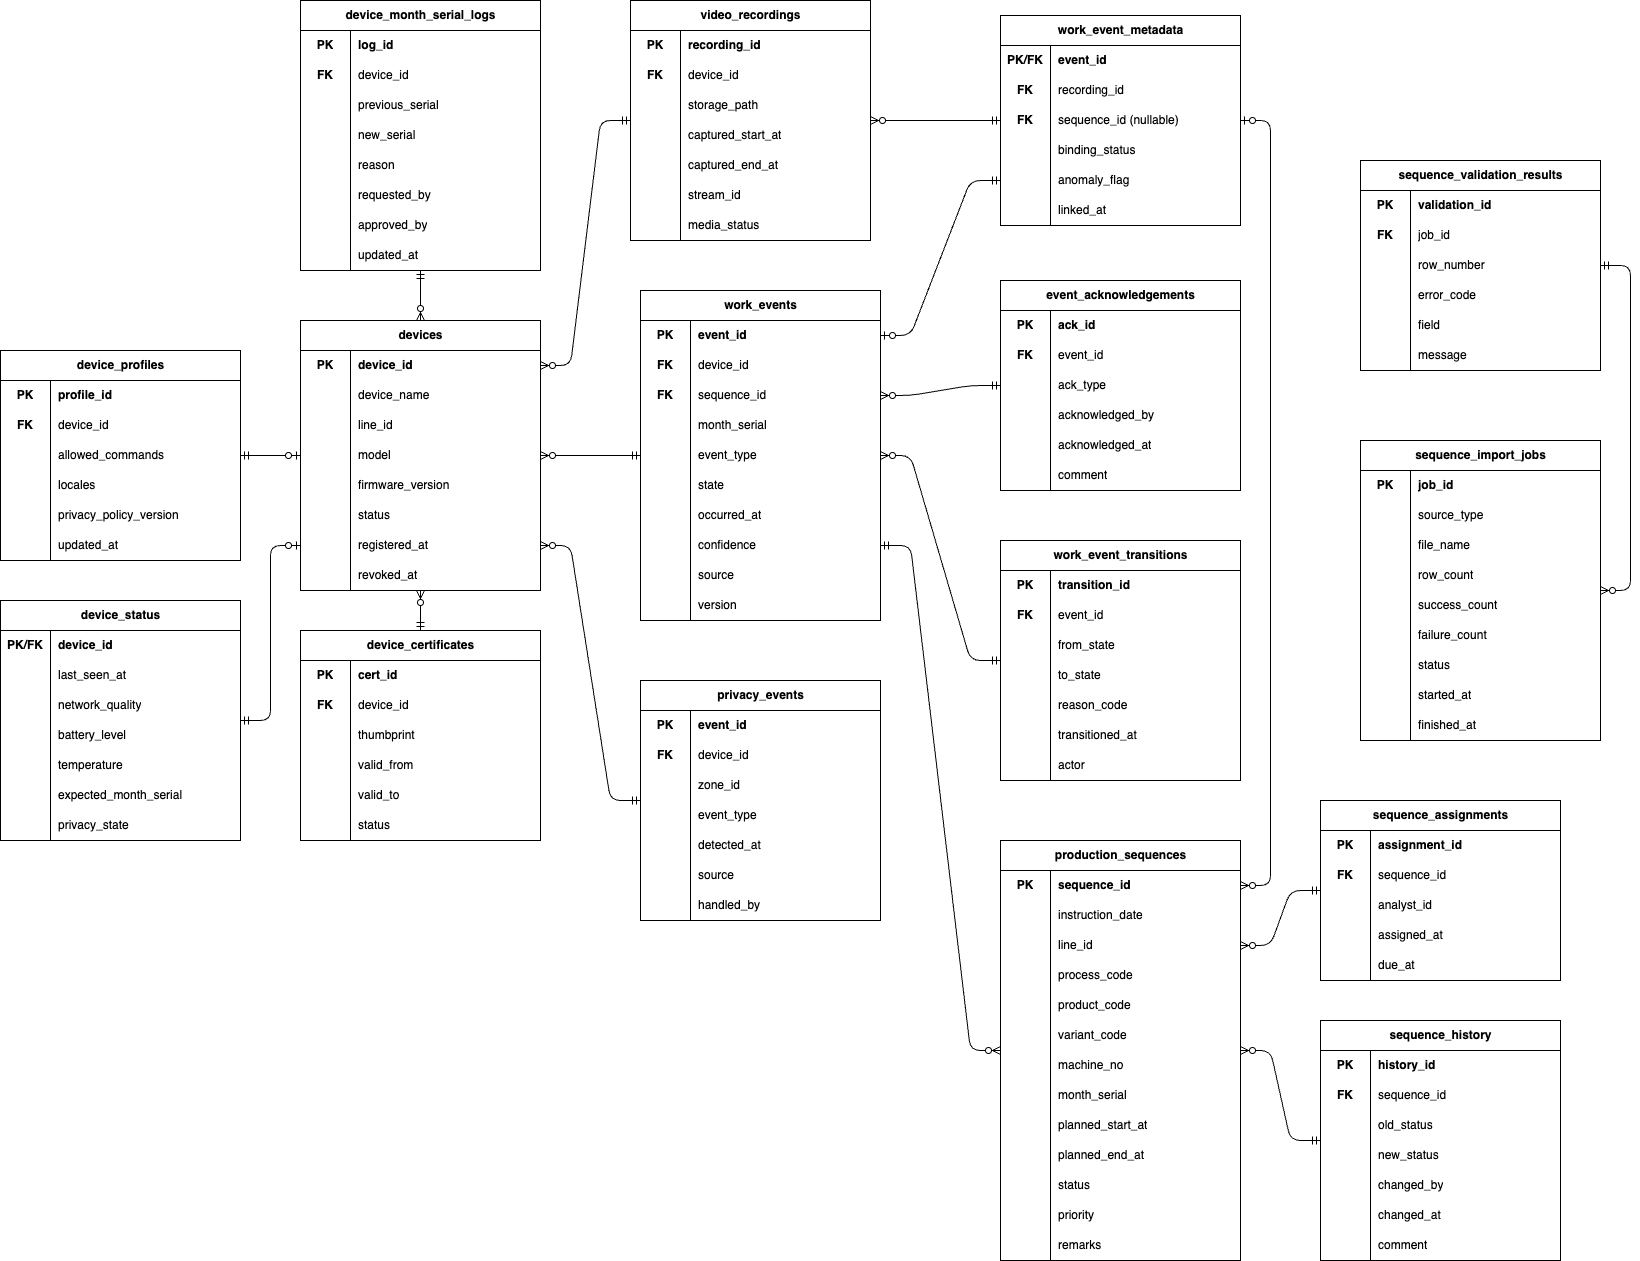 device_month_serial_logs
PK log_id
FK device_id
previous_serial
new_serial
reason
requested_by
approved_by
updated_at
video_recordings
PK recording_id
FK device_id
storage_path
captured_start_at
captured_end_at
stream_id
media_status
work_event_metadata
PK/FK event_id
FK recording_id
FK sequence_id (nullable)
binding_status
anomaly_flag
linked_at
sequence_validation_results
PK validation_id
FK job_id
row_number
error_code
field
message
devices
PK device_id
device_name
line_id
model
firmware_version
status
registered_at
revoked_at
work_events
PK event_id
FK device_id
FK sequence_id
month_serial
event_type
state
occurred_at
confidence
source
version
event_acknowledgements
PK ack_id
FK event_id
ack_type
acknowledged_by
acknowledged_at
comment
device_profiles
PK profile_id
FK device_id
allowed_commands
locales
privacy_policy_version
updated_at
sequence_import_jobs
PK job_id
source_type
file_name
row_count
success_count
failure_count
status
started_at
finished_at
work_event_transitions
PK transition_id
FK event_id
from_state
to_state
reason_code
transitioned_at
actor
device_status
PK/FK device_id
last_seen_at
network_quality
battery_level
temperature
expected_month_serial
privacy_state
device_certificates
PK cert_id
FK device_id
thumbprint
valid_from
valid_to
status
privacy_events
PK event_id
FK device_id
zone_id
event_type
detected_at
source
handled_by
production_sequences
PK sequence_id
instruction_date
line_id
process_code
product_code
variant_code
machine_no
month_serial
planned_start_at
planned_end_at
status
priority
remarks
sequence_assignments
PK assignment_id
FK sequence_id
analyst_id
assigned_at
due_at
sequence_history
PK history_id
FK sequence_id
old_status
new_status
changed_by
changed_at
comment